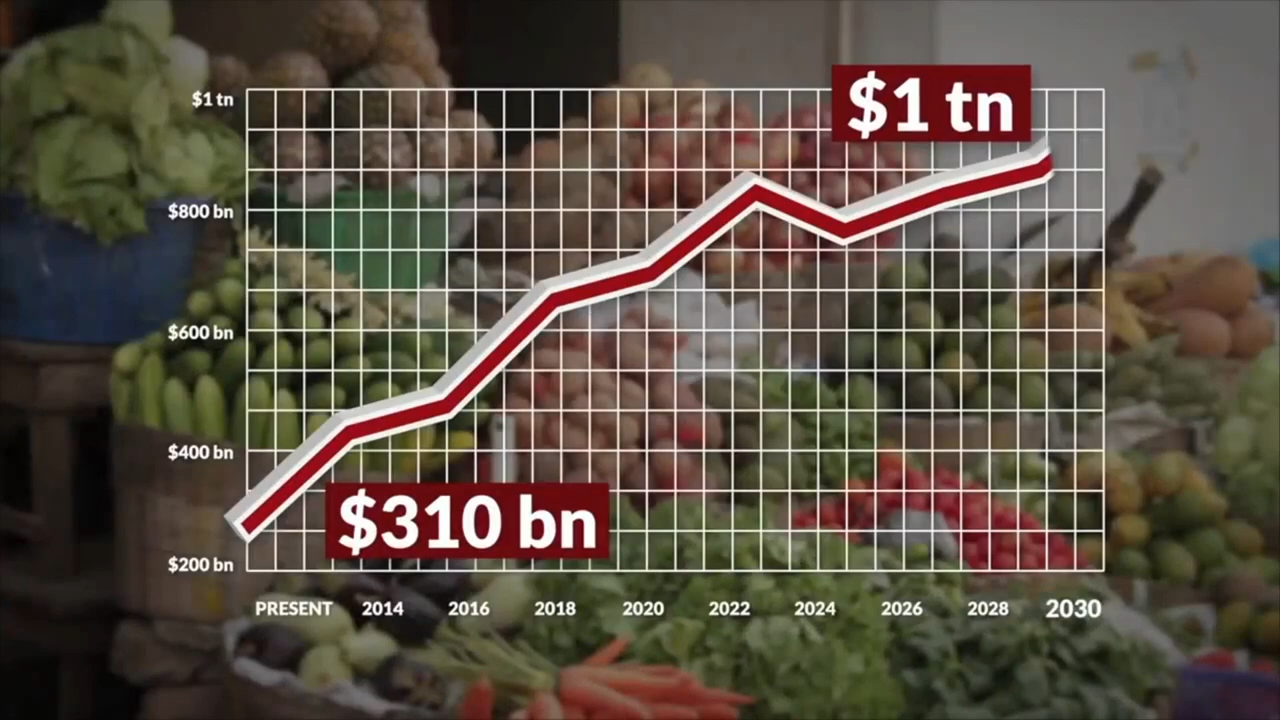 $1 tn
$1 tn
$800 bn
$600 bn
$400 bn
$310 bn
$200 bn
PRESENT 2014 2016 2018 2020 2022 2024 2026 2028 2030